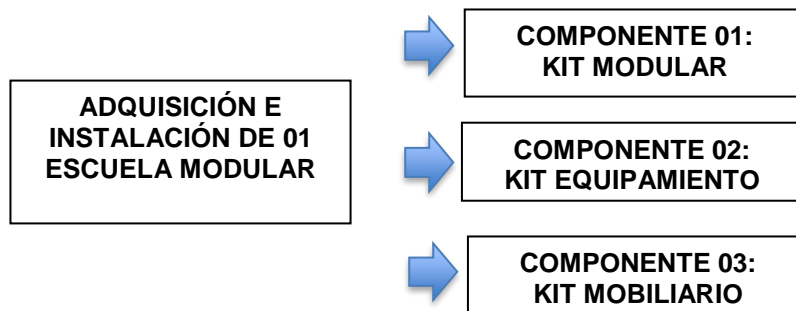 ADQUISICIÓN E
INSTALACIÓN DE 01
ESCUELA MODULAR
COMPONENTE 01:
KIT MODULAR
COMPONENTE 02:
KIT EQUIPAMIENTO
COMPONENTE 03:
KIT MOBILIARIO